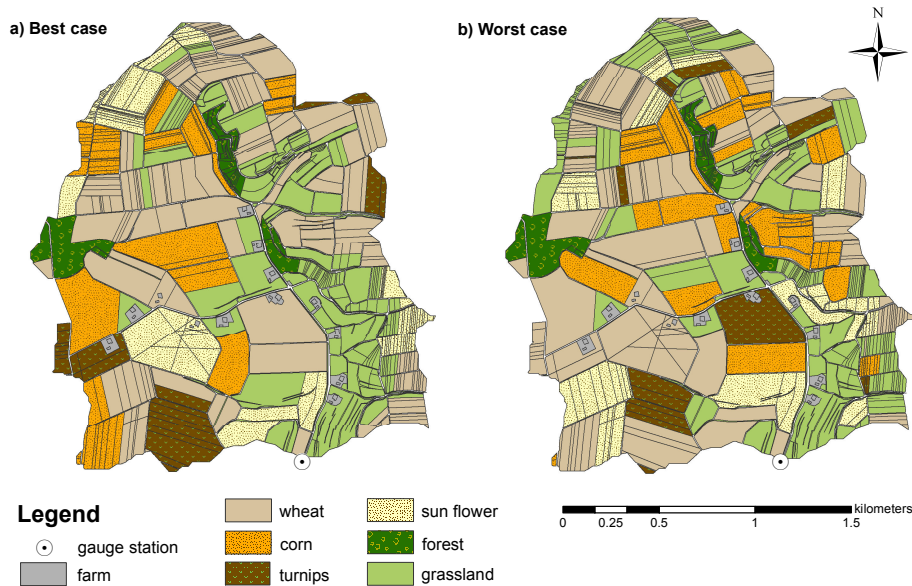 a) Best case
b) Worst case
N
Legend
gauge station
farm
wheat
corn
turnips
sun flower
forest
grassland
kilometers
0 0.25 0.5 1 1.5